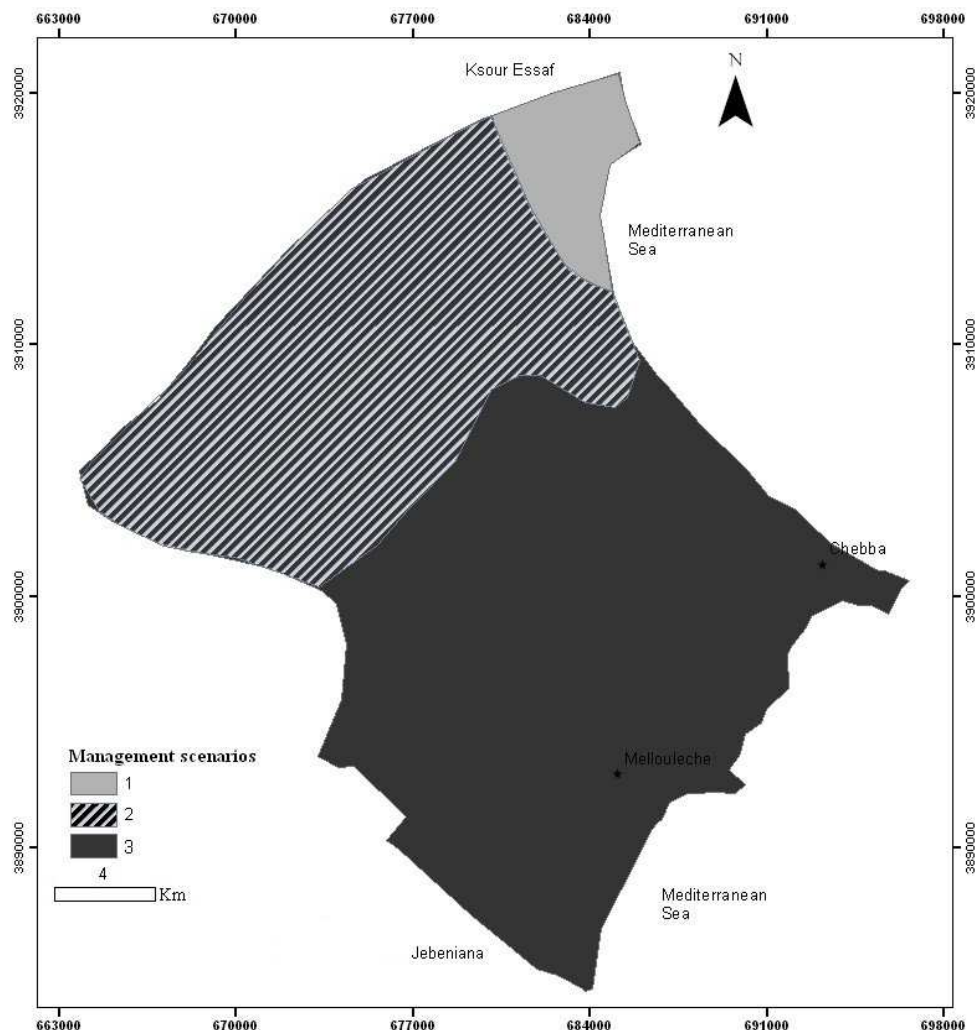 663000 670000 677000 684000 691000 698000
Ksour Essaf
N
3920000 3920000
Mediterranean
Sea
3910000 3910000
Chebba
3900000 3900000
Management scenarios
1
2
3
Mellouleche
3890000 3890000
4
Km
Mediterranean
Sea
Jebeniana
663000 670000 677000 684000 691000 698000